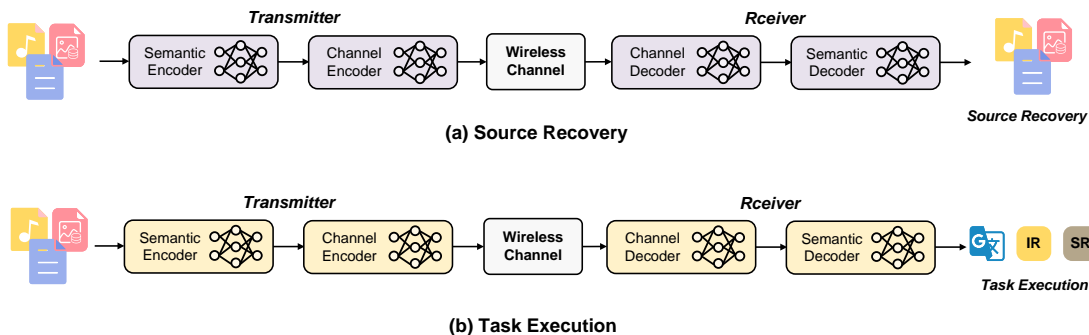 Transmitter
Rceiver
Semantic
Encoder
Channel
Encoder
Wireless
Channel
Channel
Decoder
Semantic
Decoder
Source Recovery
(a) Source Recovery
Transmitter
Rceiver
Semantic
Encoder
Channel
Encoder
Wireless
Channel
Channel
Decoder
Semantic
Decoder
G
文
IR
SR
Task Execution
(b) Task Execution